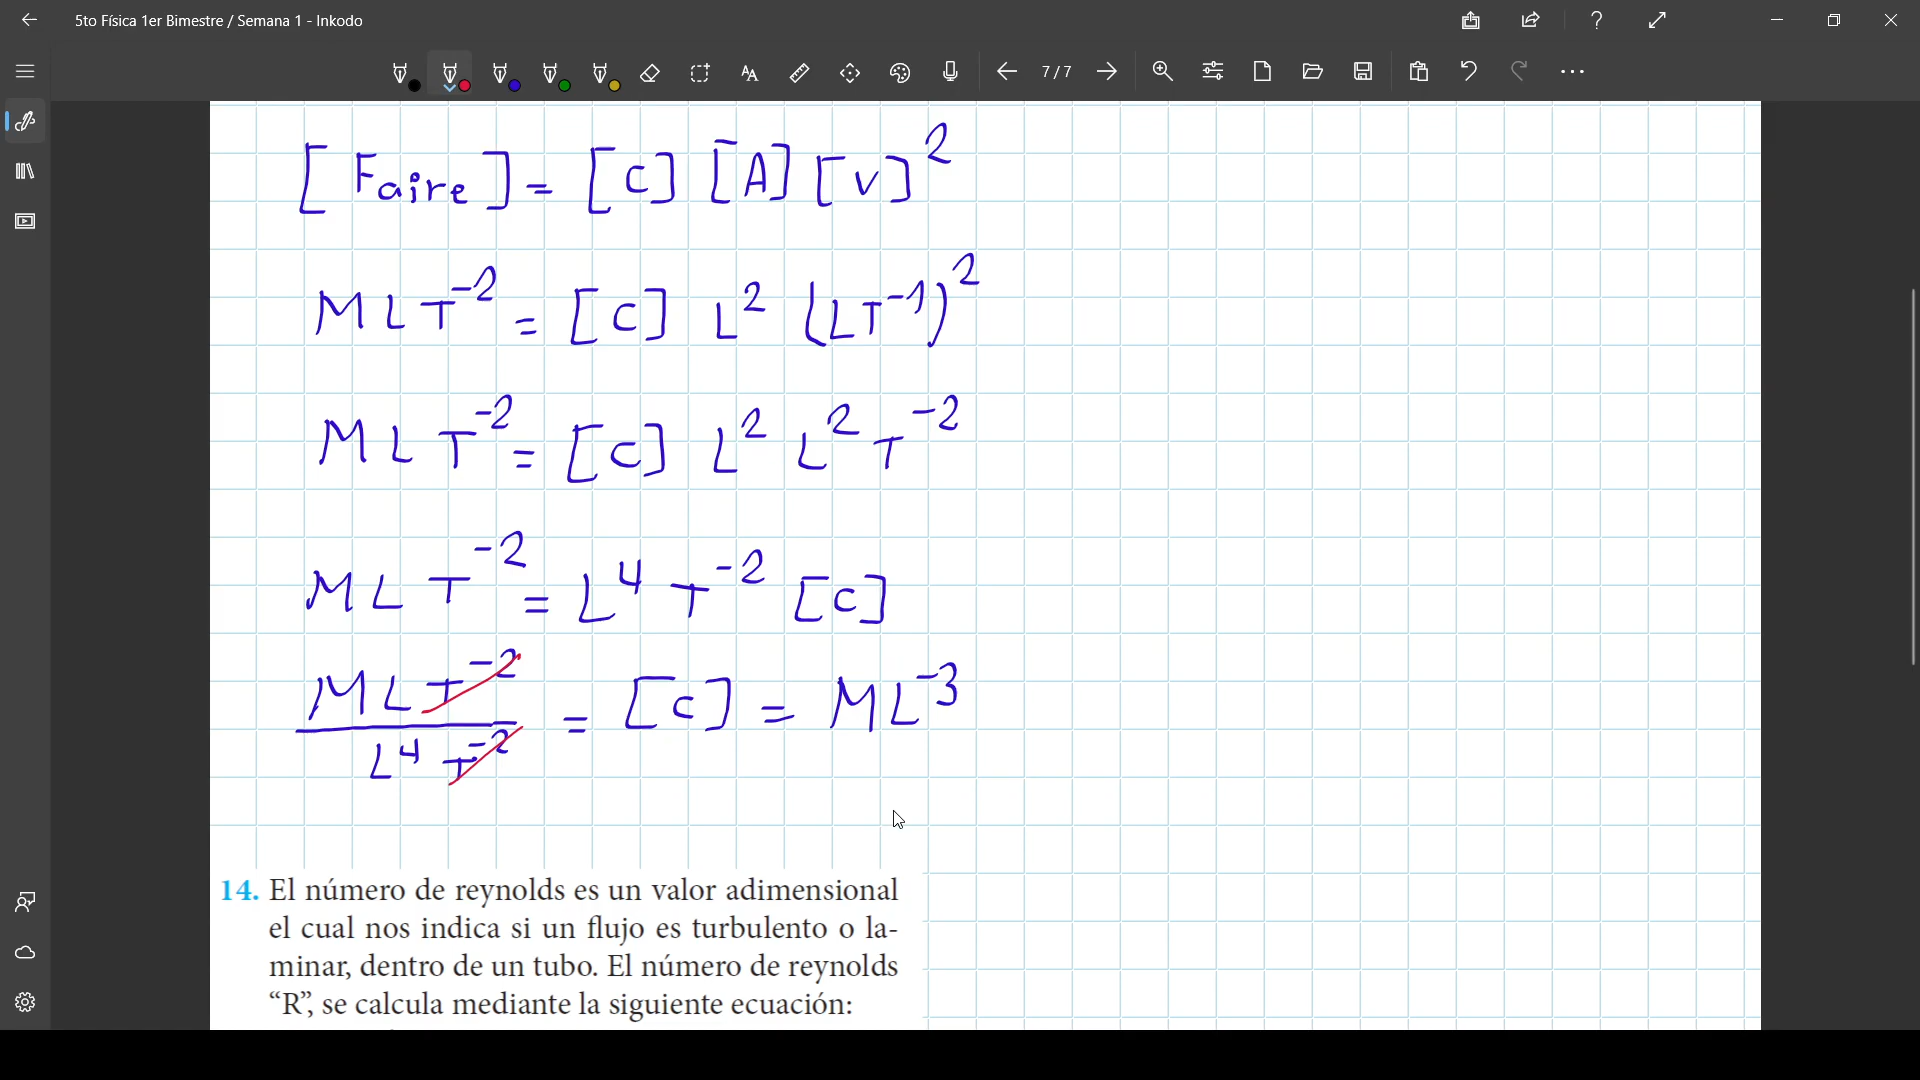 5to Física 1er Bimestre / Semana 1 - Inkodo
7/7
[Faire] = [C] [A] [v]²
MLT⁻² = [C] L² (LT⁻¹)²
MLT⁻² = [C] L² L² T⁻²
MLT⁻² = L⁴ T⁻² [C]
MLT⁻² / L⁴ T⁻² = [C] = ML⁻³
14. El número de reynolds es un valor adimensional
el cual nos indica si un flujo es turbulento o la-
minar, dentro de un tubo. El número de reynolds
“R”, se calcula mediante la siguiente ecuación: